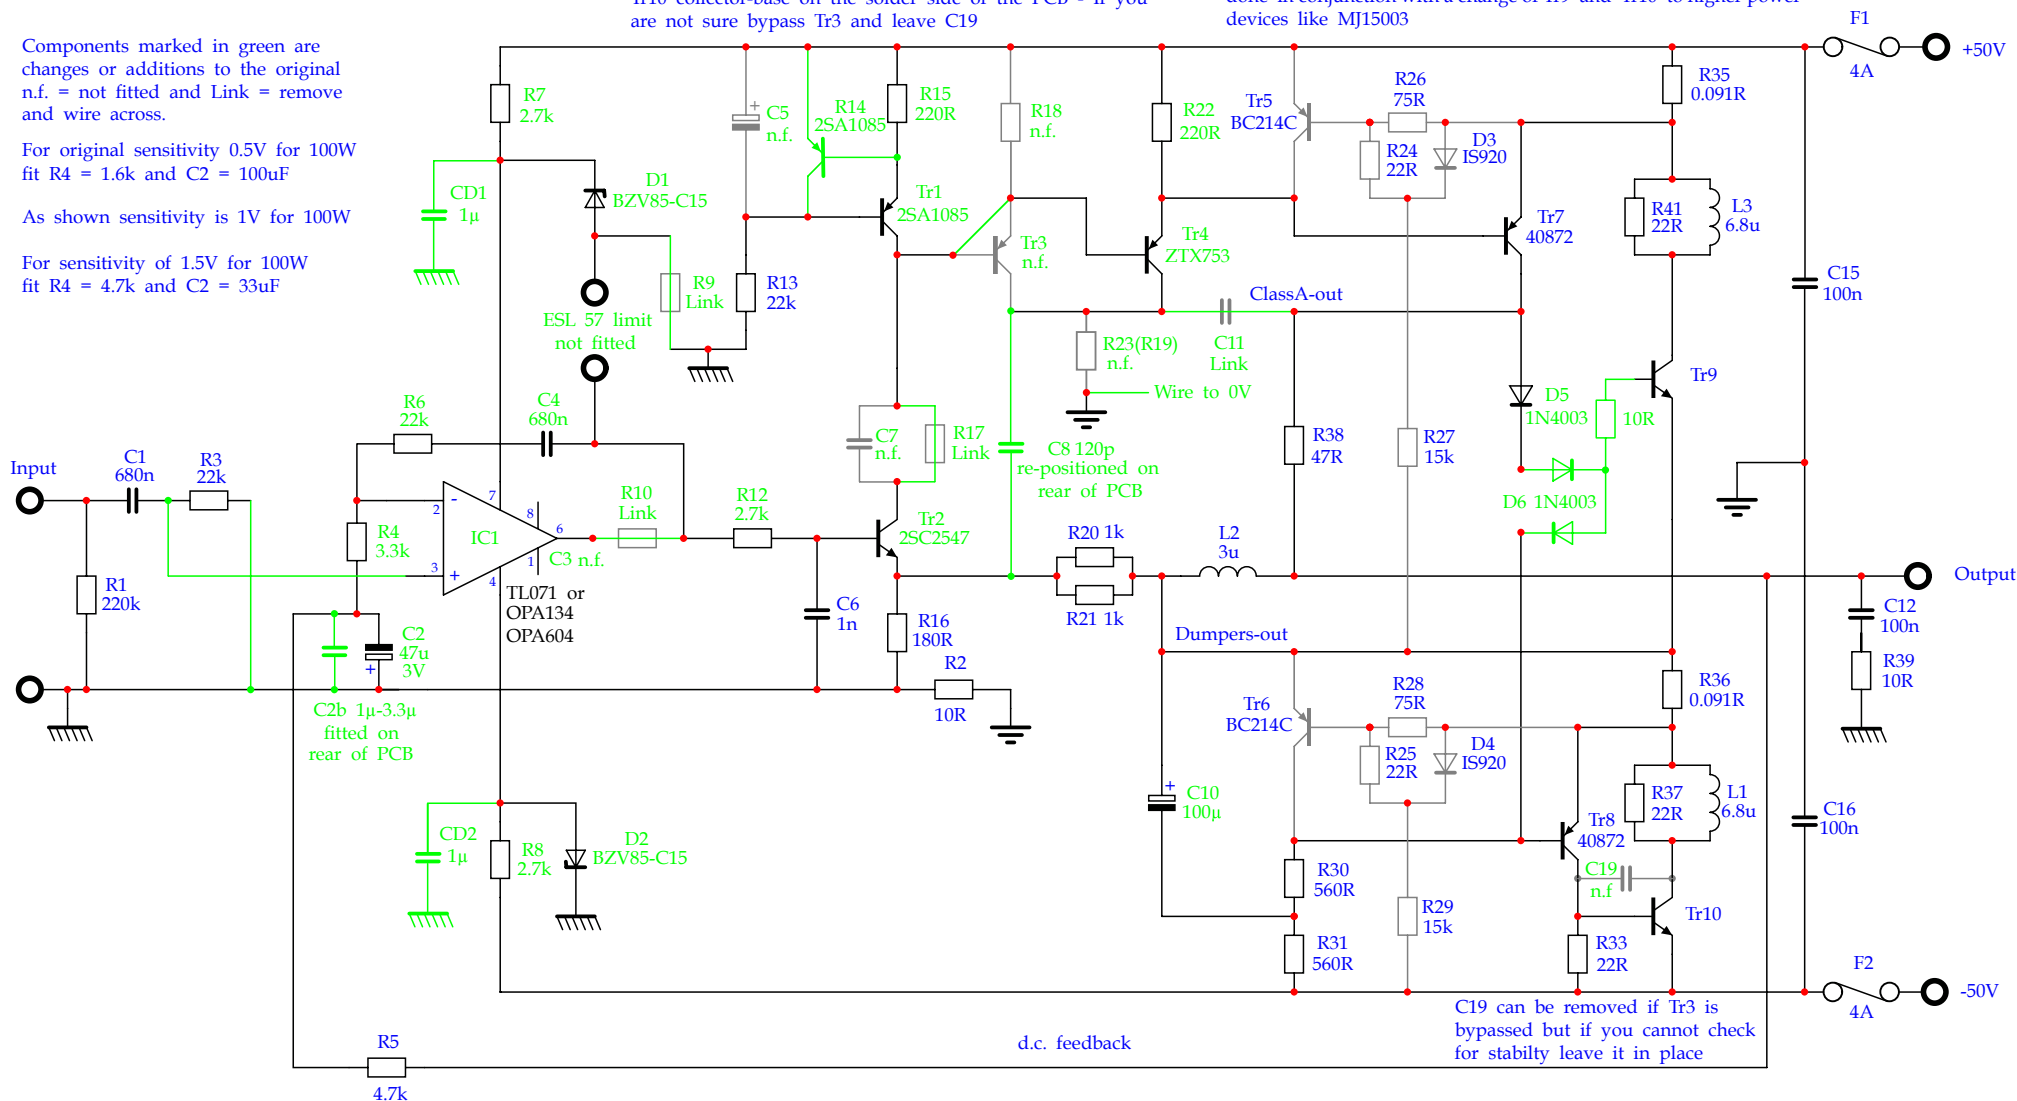 Tr10 collector-base on the solder side of the PCB - if you
are not sure bypass Tr3 and leave C19
done in conjunction with a change of Tr9 and Tr10 to higher power
devices like MJ15003
Components marked in green are
changes or additions to the original
n.f. = not fitted and Link = remove
and wire across.
For original sensitivity 0.5V for 100W
fit R4 = 1.6k and C2 = 100uF
As shown sensitivity is 1V for 100W
For sensitivity of 1.5V for 100W
fit R4 = 4.7k and C2 = 33uF
F1
4A
+50V
R7
2.7k
CD1
1µ
D1
BZV85-C15
ESL 57 limit
not fitted
R9
Link
+
C5
n.f.
R14
2SA1085
R15
220R
Tr1
2SA1085
R13
22k
R18
n.f.
Tr3
n.f.
R22
220R
Tr4
ZTX753
Tr5
BC214C
R26
75R
R24
22R
D3
IS920
R35
0.091R
Tr7
40872
R41
22R
L3
6.8u
C15
100n
ClassA-out
R23(R19)
n.f.
C11
Link
Wire to 0V
C7
n.f.
R17
Link
C8 120p
re-positioned on
rear of PCB
R38
47R
R27
15k
D5
1N4003
10R
Tr9
D6 1N4003
Input
C1
680n
R3
22k
R6
22k
C4
680n
R1
220k
R4
3.3k
-
2
7
8
IC1
6
1
3
+
4
C3 n.f.
TL071 or
OPA134
OPA604
R10
Link
R12
2.7k
Tr2
2SC2547
C6
1n
R16
180R
R2
10R
R20 1k
R21 1k
L2
3u
Output
C12
100n
R39
10R
Dumpers-out
C2
47u
3V
+
C2b 1µ-3.3µ
fitted on
rear of PCB
CD2
1µ
R8
2.7k
D2
BZV85-C15
+
C10
100µ
Tr6
BC214C
R28
75R
R25
22R
D4
IS920
R36
0.091R
R37
22R
L1
6.8u
C16
100n
Tr8
40872
C19
n.f
Tr10
R30
560R
R31
560R
R29
15k
R33
22R
F2
4A
-50V
C19 can be removed if Tr3 is
bypassed but if you cannot check
for stabilty leave it in place
d.c. feedback
R5
4.7k